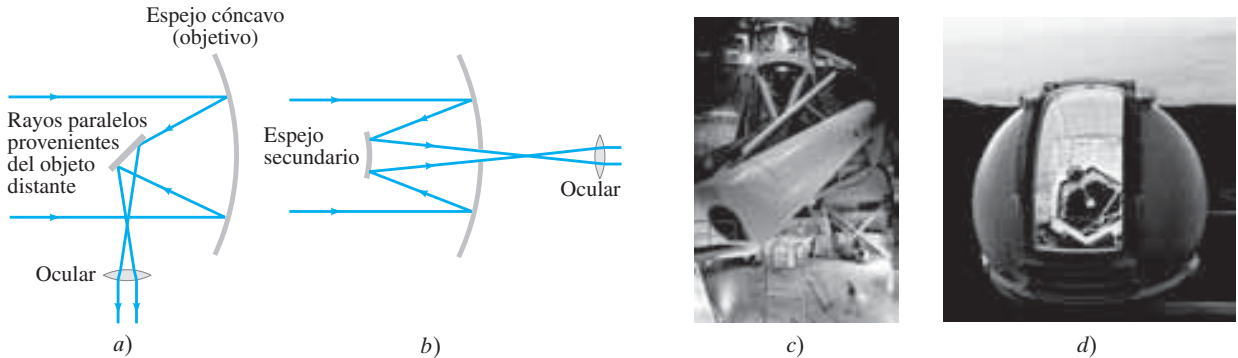 Espejo cóncavo
(objetivo)
Rayos paralelos
provenientes
del objeto
distante
Ocular
a)
Espejo
secundario
Ocular
b)
c)
d)